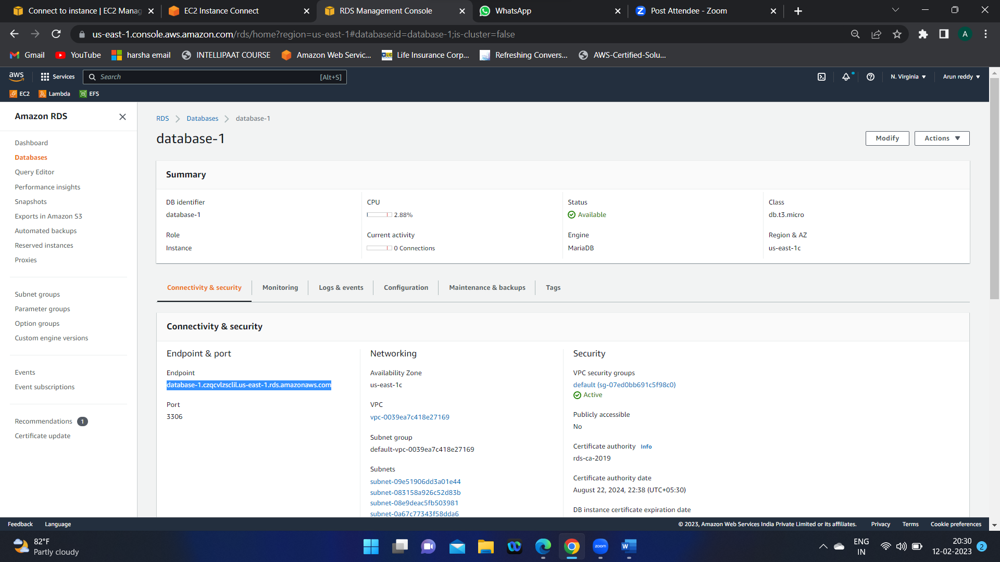 Connect to instance | EC2 Manag
EC2 Instance Connect
RDS Management Console
WhatsApp
Post Attendee - Zoom
us-east-1.console.aws.amazon.com/rds/home?region=us-east-1#database:id=database-1;is-cluster=false
A
Gmail
YouTube
harsha email
INTELLIPAAT COURSE
Amazon Web Servic...
Life Insurance Corp...
Refreshing Convers...
AWS-Certified-Solu...
aws
Services
Search
[Alt+S]
N. Virginia
Arun reddy
EC2
Lambda
EFS
Amazon RDS
Dashboard
Databases
Query Editor
Performance insights
Snapshots
Exports in Amazon S3
Automated backups
Reserved instances
Proxies
Subnet groups
Parameter groups
Option groups
Custom engine versions
Events
Event subscriptions
Recommendations 1
Certificate update
RDS > Databases > database-1
database-1
Modify
Actions
Summary
DB identifier
database-1
CPU
2.88%
Status
Available
Class
db.t3.micro
Role
Instance
Current activity
0 Connections
Engine
MariaDB
Region & AZ
us-east-1c
Connectivity & security
Monitoring
Logs & events
Configuration
Maintenance & backups
Tags
Connectivity & security
Endpoint & port
Endpoint
database-1.czqcvlzsclil.us-east-1.rds.amazonaws.com
Port
3306
Networking
Availability Zone
us-east-1c
VPC
vpc-0039ea7c418e27169
Subnet group
default-vpc-0039ea7c418e27169
Subnets
subnet-09e51906dd3a01e44
subnet-083158a926c52d83b
subnet-08e9deac5fb503981
subnet-0a67c77343f58dda6
Security
VPC security groups
default (sg-07ed0bb691c5f98c0)
Active
Publicly accessible
No
Certificate authority Info
rds-ca-2019
Certificate authority date
August 22, 2024, 22:38 (UTC+05:30)
DB instance certificate expiration date
Feedback
Language
© 2023, Amazon Web Services India Private Limited or its affiliates.
Privacy
Terms
Cookie preferences
82°F
Partly cloudy
zoom
ENG
IN
20:30
12-02-2023
2